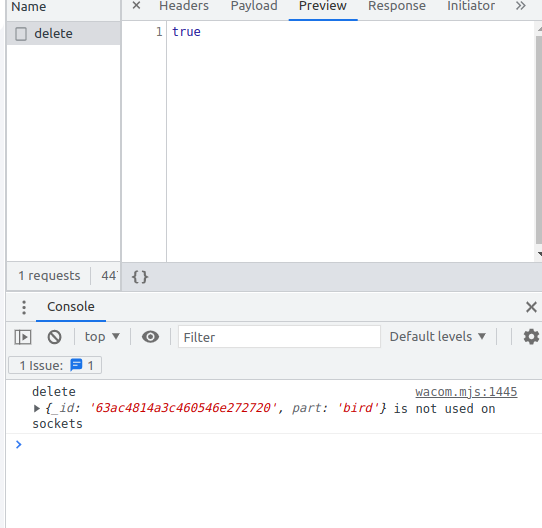 Name
Headers Payload Preview Response Initiator
delete
1 true
1 requests 447
{}
Console
top Filter Default levels
1 Issue: 1
delete wacom.mjs:1445
{_id: '63ac4814a3c460546e272720', part: 'bird'} is not used on
sockets